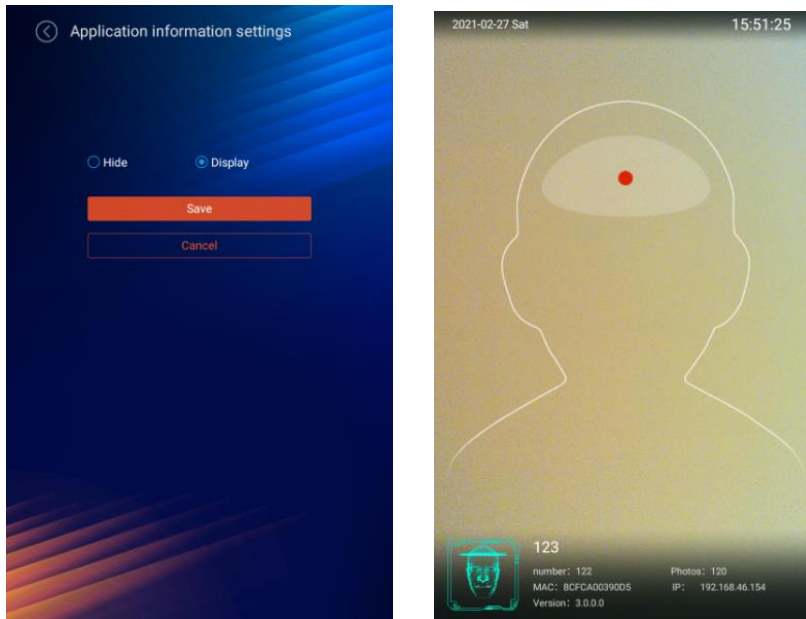 Application information settings
Hide Display
Save
Cancel
2021-02-27 Sat 15:51:25
123
number: 122 Photos: 120
MAC: 8CFCA00390D5 IP: 192.168.46.154
Version: 3.0.0.0